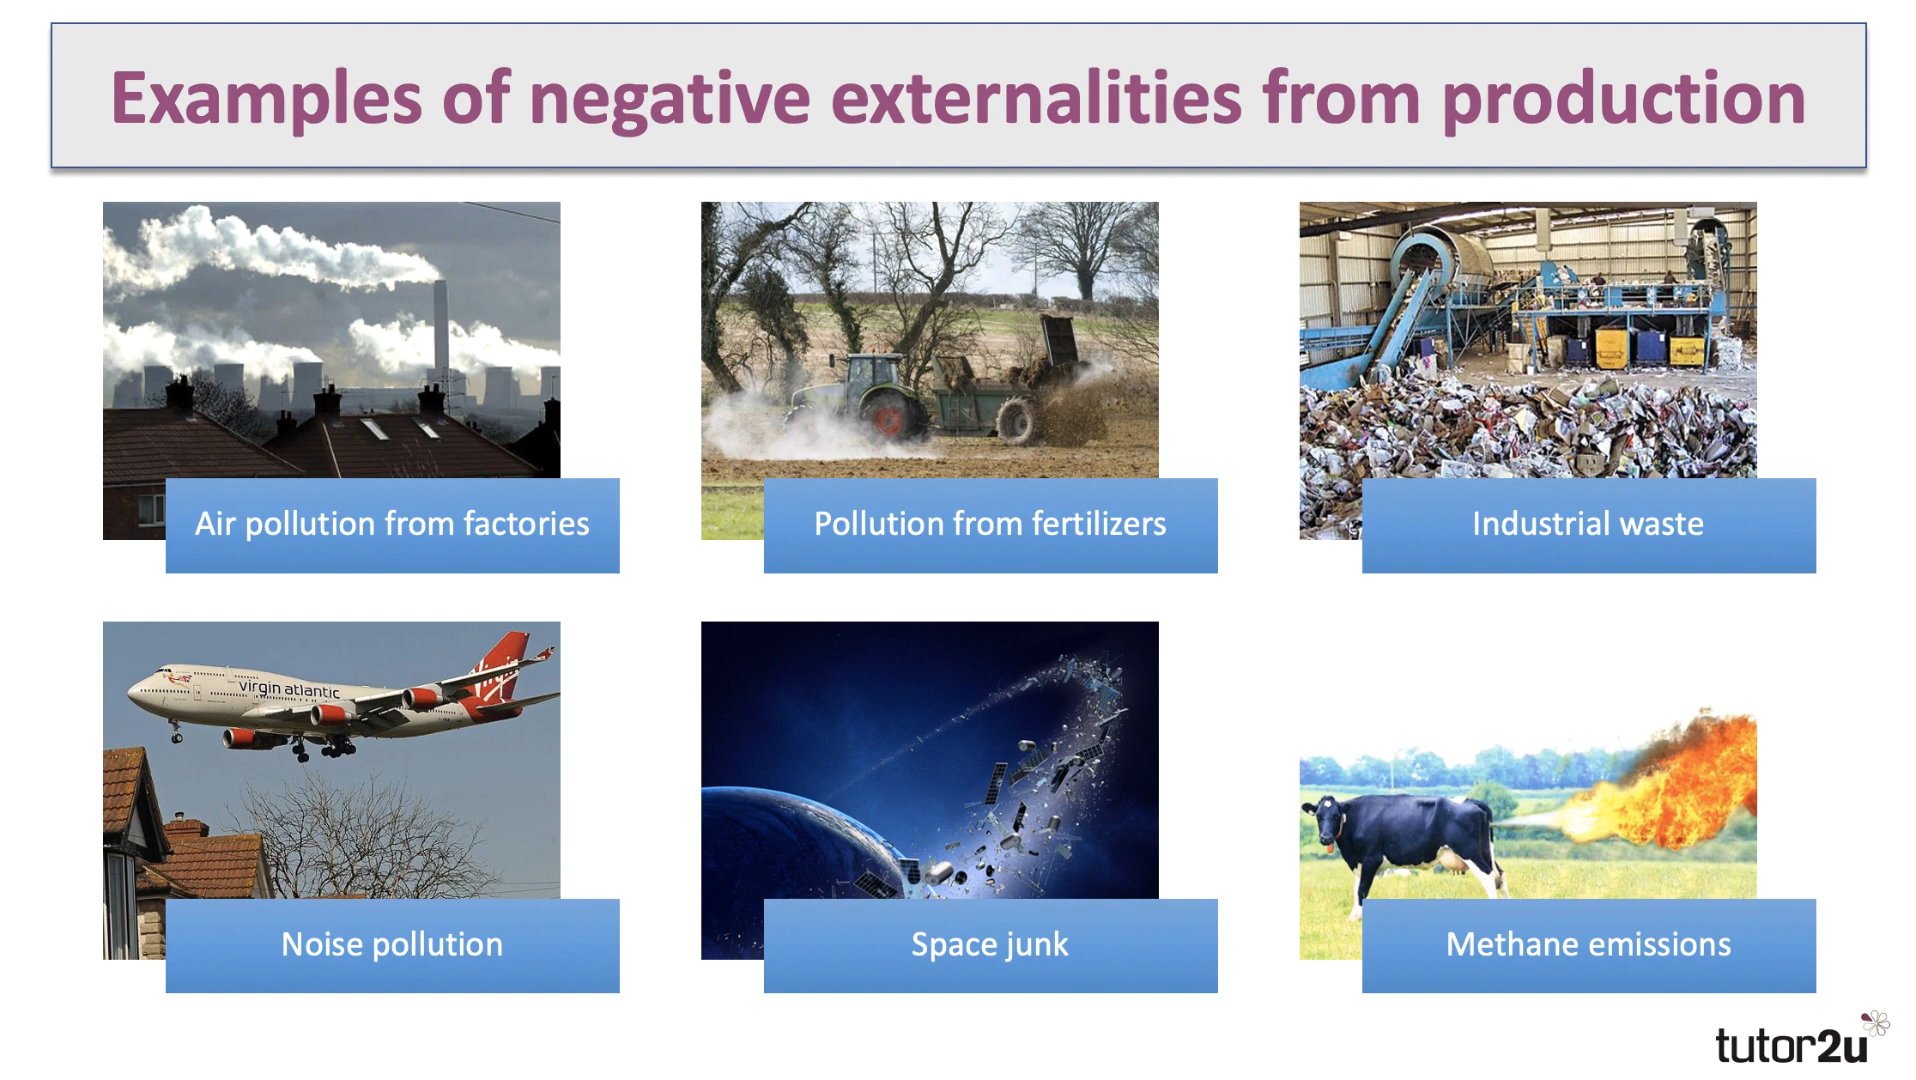 Examples of negative externalities from production
Air pollution from factories
Pollution from fertilizers
Industrial waste
virgin atlantic
Virgin
Noise pollution
Space junk
Methane emissions
tutor2u